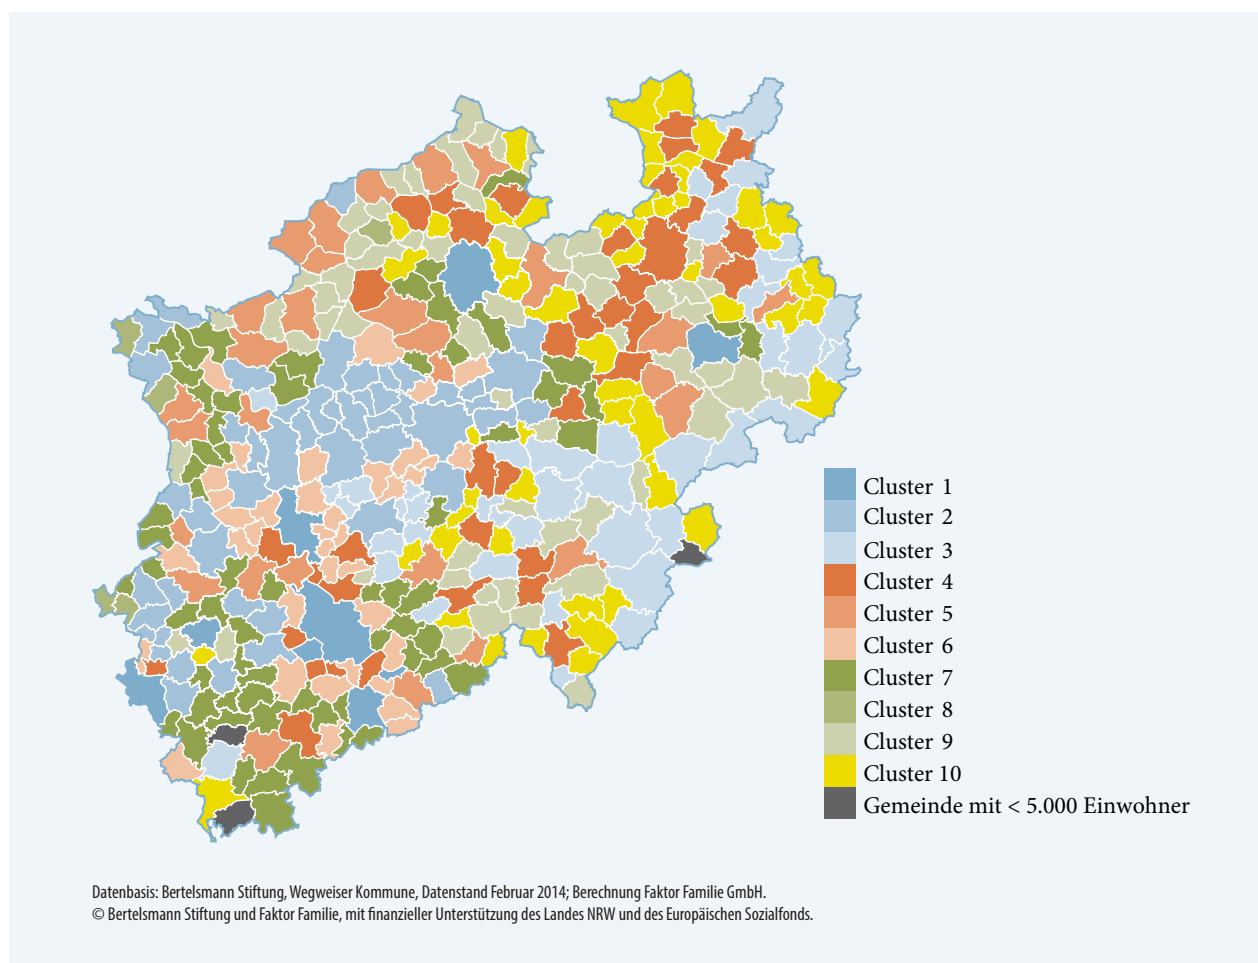 Cluster 1
Cluster 2
Cluster 3
Cluster 4
Cluster 5
Cluster 6
Cluster 7
Cluster 8
Cluster 9
Cluster 10
Gemeinde mit < 5.000 Einwohner
Datenbasis: Bertelsmann Stiftung, Wegweiser Kommune, Datenstand Februar 2014; Berechnung Faktor Familie GmbH.
© Bertelsmann Stiftung und Faktor Familie, mit finanzieller Unterstützung des Landes NRW und des Europäischen Sozialfonds.